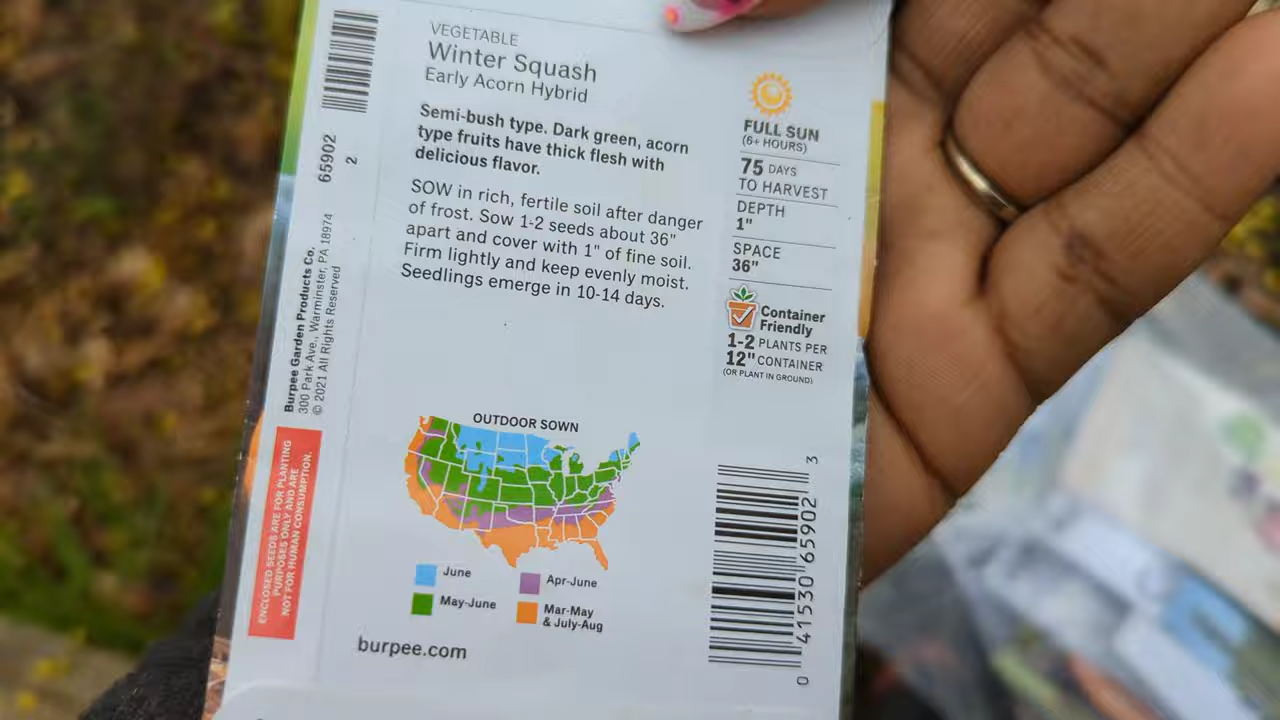 VEGETABLE
Winter Squash
Early Acorn Hybrid
Semi-bush type. Dark green, acorn
type fruits have thick flesh with
delicious flavor.
SOW in rich, fertile soil after danger
of frost. Sow 1-2 seeds about 36"
apart and cover with 1" of fine soil.
Firm lightly and keep evenly moist.
Seedlings emerge in 10-14 days.
FULL SUN
(6+ HOURS)
75 DAYS
TO HARVEST
DEPTH
1"
SPACE
36"
Container
Friendly
1-2 PLANTS PER
12" CONTAINER
(OR PLANT IN GROUND)
OUTDOOR SOWN
June
May-June
Apr-June
Mar-May
& July-Aug
burpee.com
65902
2
Burpee Garden Products Co.
300 Park Ave., Warminster, PA 18974
© 2021 All Rights Reserved
ENCLOSED SEEDS ARE FOR PLANTING
PURPOSES ONLY AND ARE
NOT FOR HUMAN CONSUMPTION.
0 41530 65902 3